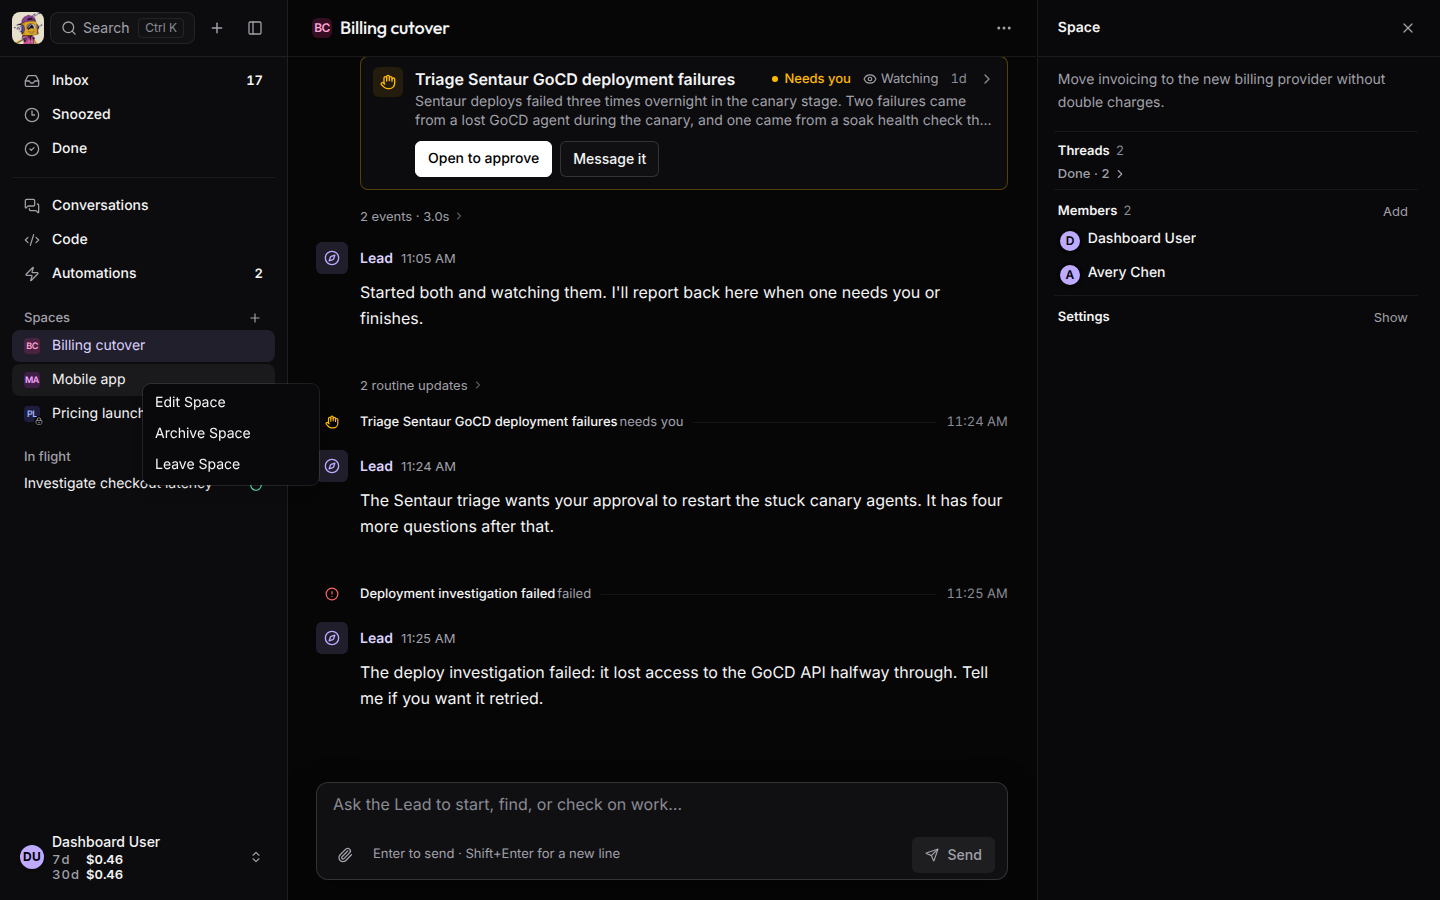 Search
Ctrl K
Inbox
17
Snoozed
Done
Conversations
Code
Automations
2
Spaces
BC
Billing cutover
MA
Mobile app
PL
Pricing launch
Edit Space
Archive Space
Leave Space
In flight
Investigate checkout latency
DU
Dashboard User
7d $0.46
30d $0.46
BC
Billing cutover
Triage Sentaur GoCD deployment failures
Needs you
Watching
1d
Sentaur deploys failed three times overnight in the canary stage. Two failures came
from a lost GoCD agent during the canary, and one came from a soak health check th...
Open to approve
Message it
2 events · 3.0s
Lead 11:05 AM
Started both and watching them. I'll report back here when one needs you or
finishes.
2 routine updates
Triage Sentaur GoCD deployment failures needs you
11:24 AM
Lead 11:24 AM
The Sentaur triage wants your approval to restart the stuck canary agents. It has four
more questions after that.
Deployment investigation failed failed
11:25 AM
Lead 11:25 AM
The deploy investigation failed: it lost access to the GoCD API halfway through. Tell
me if you want it retried.
Ask the Lead to start, find, or check on work...
Enter to send · Shift+Enter for a new line
Send
Space
Move invoicing to the new billing provider without
double charges.
Threads 2
Done · 2
Members 2
Add
D
Dashboard User
A
Avery Chen
Settings
Show